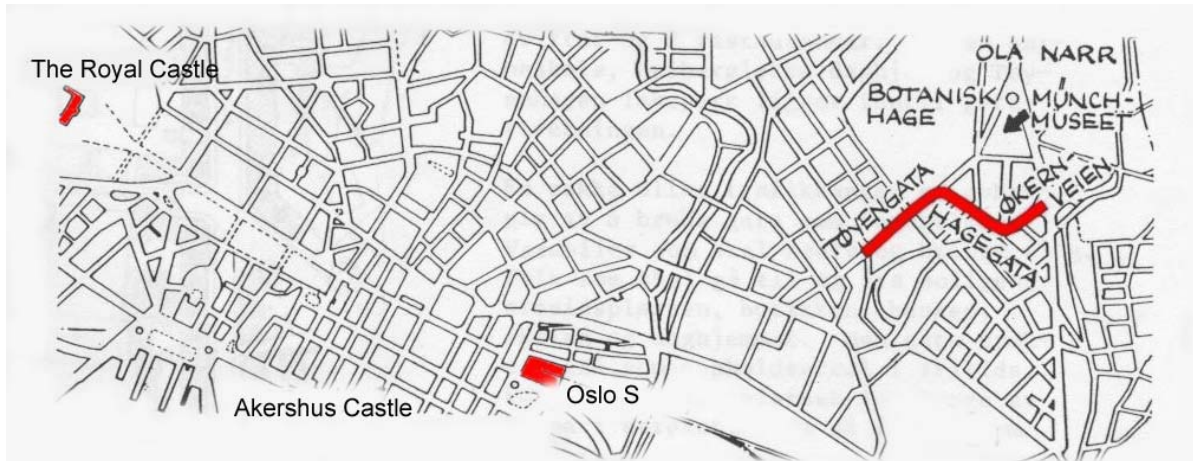 The Royal Castle
OLA NARR
BOTANISK
HAGE
MUNCH-
MUSEET
TØYENGATA
HAGEGATA
ØKERN-
VEIEN
Akershus Castle
Oslo S